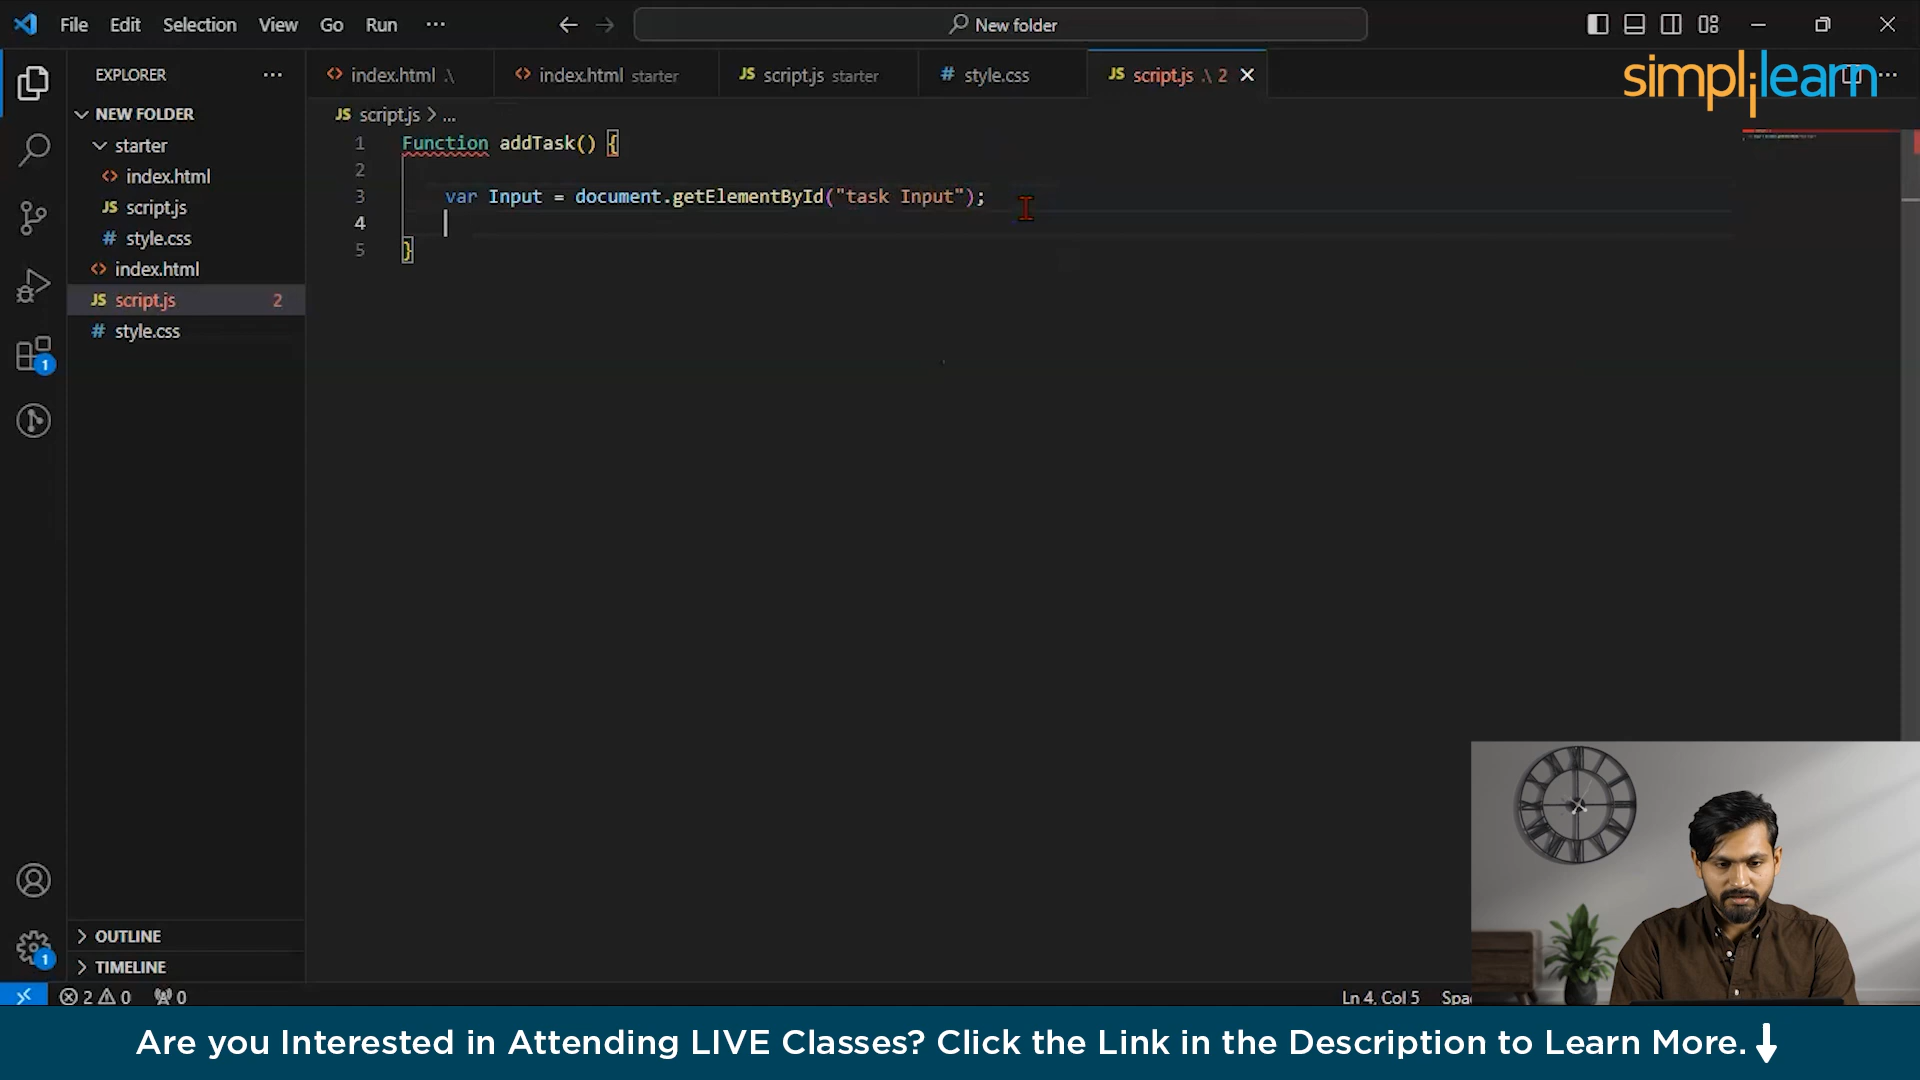 File Edit Selection View Go Run ··· New folder
simplilearn
EXPLORER ···
index.html .\ index.html starter script.js starter style.css script.js .\ 2
NEW FOLDER
starter
index.html
script.js
style.css
index.html
script.js 2
style.css
JS script.js > ...
1 Function addTask() {
2
3 var Input = document.getElementById("task Input");
4
5 }
1
OUTLINE
1
TIMELINE
2 0 0
Ln 4, Col 5 Spac
Are you Interested in Attending LIVE Classes? Click the Link in the Description to Learn More.